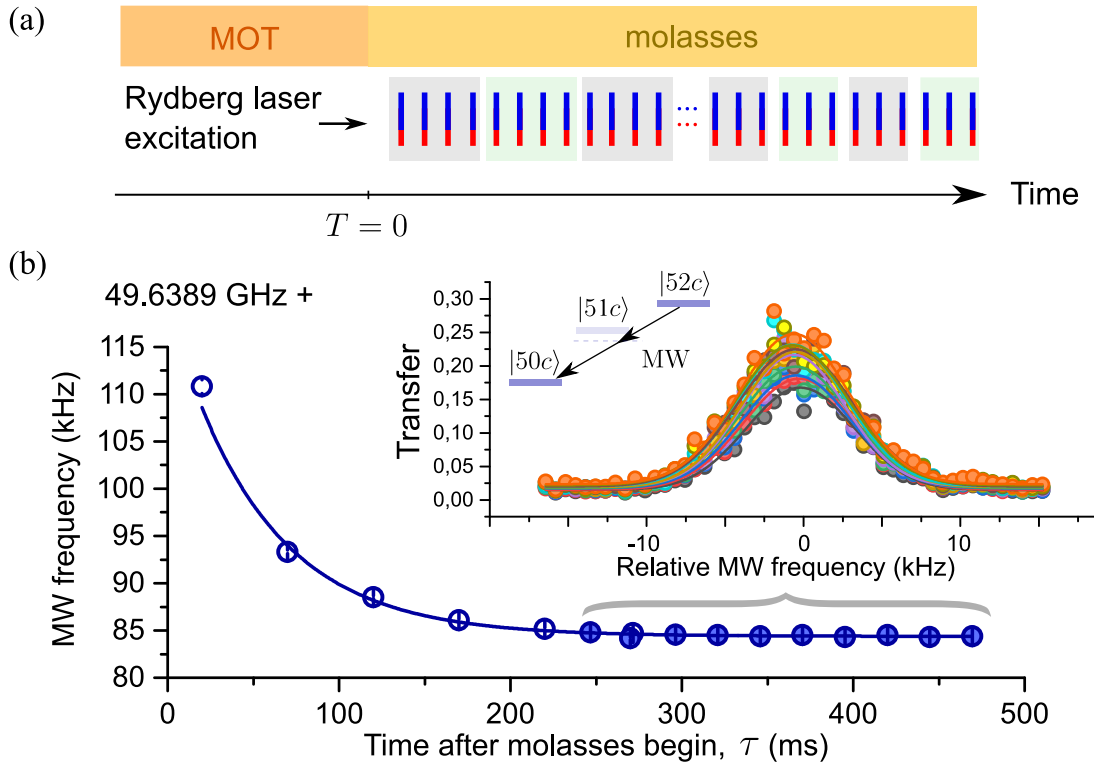 (a)
MOT
molasses
Rydberg laser
excitation
Time
T = 0
(b)
49.6389 GHz +
MW frequency (kHz)
115
110
105
100
95
90
85
80
0
100
200
300
400
500
Time after molasses begin, τ (ms)
|52c⟩
|51c⟩
|50c⟩
MW
Transfer
0,30
0,25
0,20
0,15
0,10
0,05
0,00
-10
0
10
Relative MW frequency (kHz)